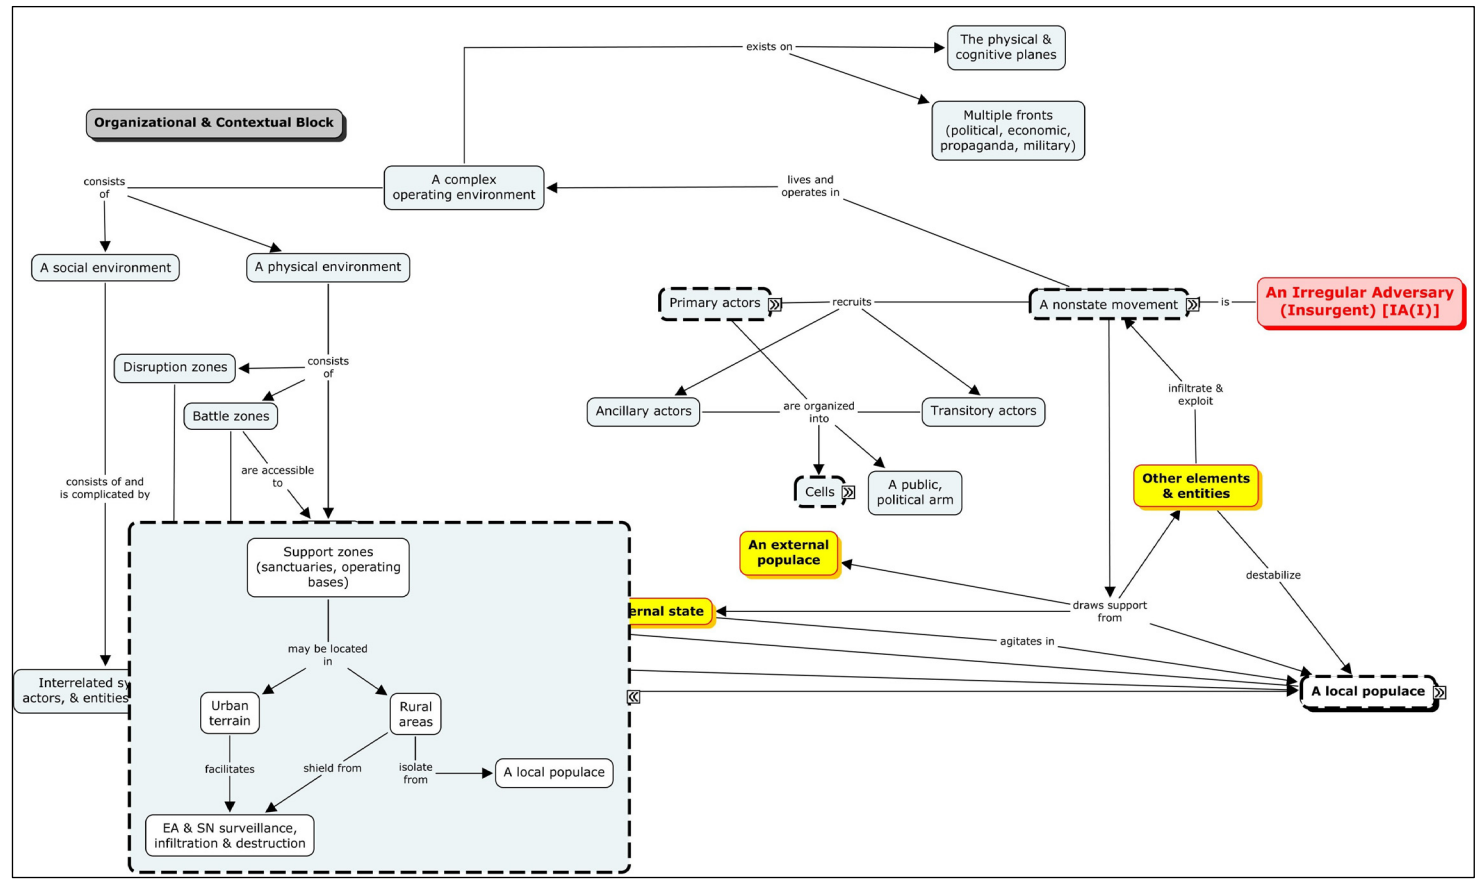 exists on
The physical &
cognitive planes
Organizational & Contextual Block
Multiple fronts
(political, economic,
propaganda, military)
consists
of
A complex
operating environment
lives and
operates in
A social environment
A physical environment
Primary actors
recruits
A nonstate movement
is
An Irregular Adversary
(Insurgent) [IA(I)]
Disruption zones
consists
of
Battle zones
infiltrate &
exploit
Ancillary actors
are organized
into
Transitory actors
are accessible
to
consists of and
is complicated by
Cells
A public,
political arm
Other elements
& entities
An external
populace
Support zones
(sanctuaries, operating
bases)
destabilize
state
draws support
from
agitates in
may be located
in
Interrelated
actors, & entities
A local populace
Urban
terrain
Rural
areas
facilitates
shield from
isolate
from
A local populace
EA & SN surveillance,
infiltration & destruction